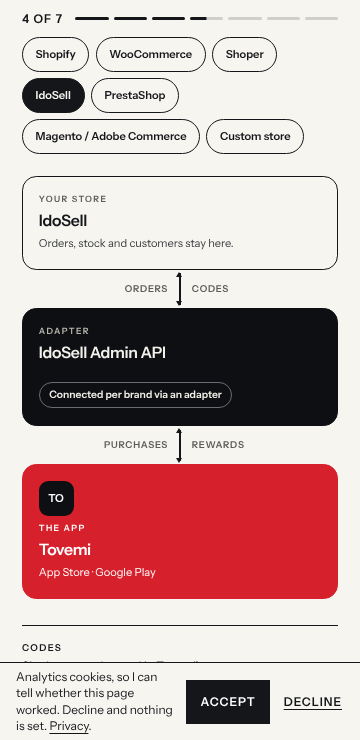 4 OF 7
Shopify
WooCommerce
Shoper
IdoSell
PrestaShop
Magento / Adobe Commerce
Custom store
YOUR STORE
IdoSell
Orders, stock and customers stay here.
ORDERS
CODES
ADAPTER
IdoSell Admin API
Connected per brand via an adapter
PURCHASES
REWARDS
TO
THE APP
Tovemi
App Store · Google Play
CODES
Analytics cookies, so I can
tell whether this page
worked. Decline and nothing
is set. Privacy.
ACCEPT
DECLINE